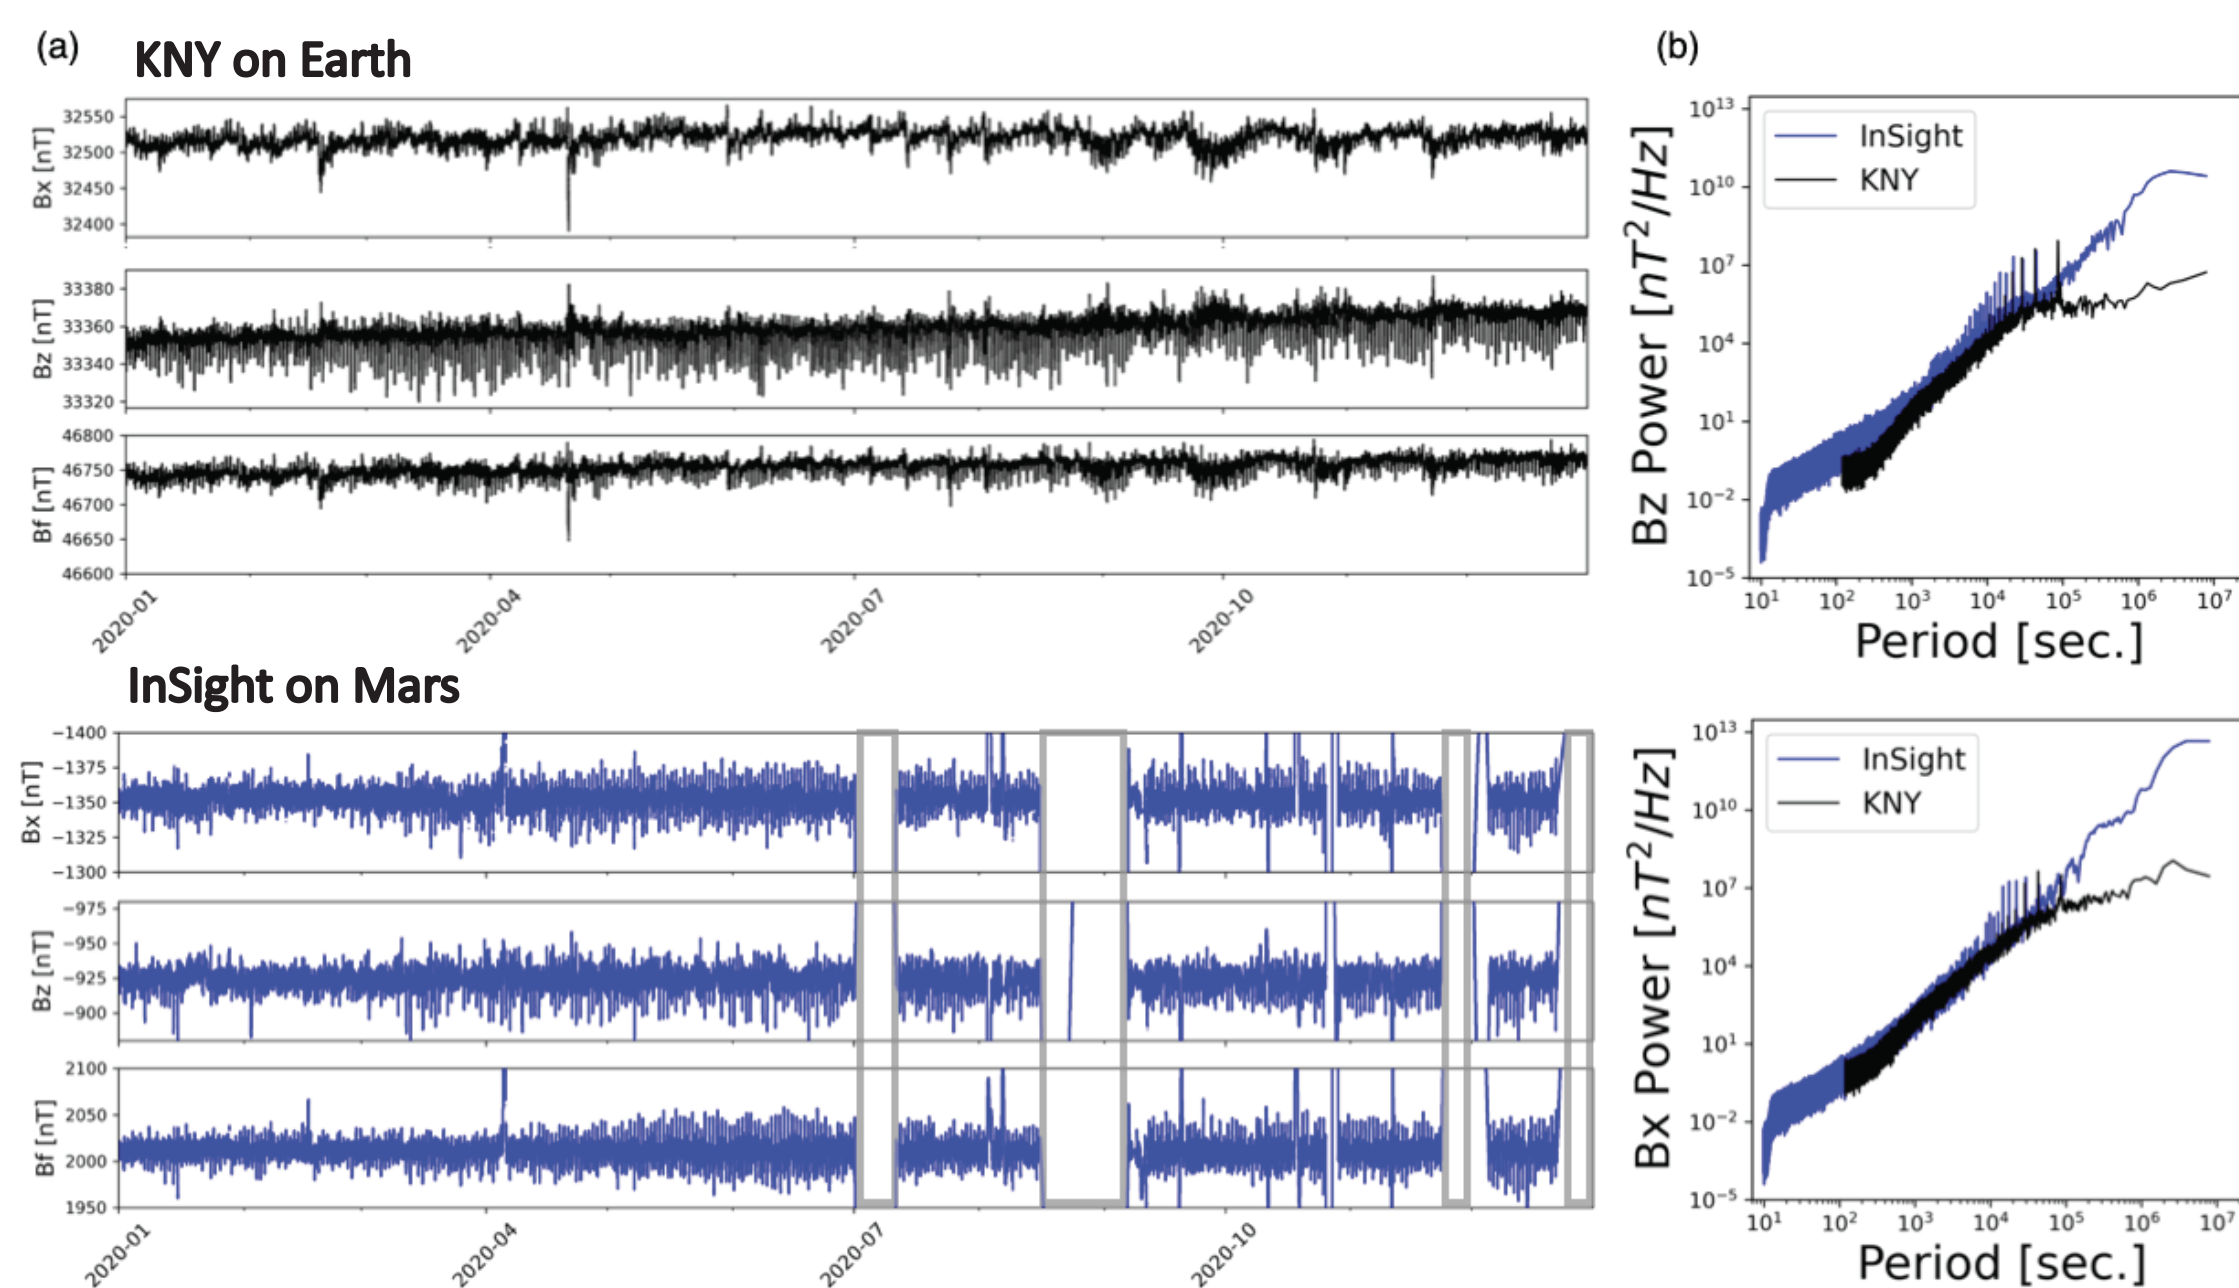 (a)
KNY on Earth
Bx [nT]
32550
32500
32450
32400
Bz [nT]
33380
33360
33340
33320
Bf [nT]
46800
46750
46700
46650
46600
2020-01
2020-04
2020-07
2020-10
InSight on Mars
Bx [nT]
−1400
−1375
−1350
−1325
−1300
Bz [nT]
−975
−950
−925
−900
Bf [nT]
2100
2050
2000
1950
2020-01
2020-04
2020-07
2020-10
(b)
Bz Power [nT²/Hz]
10¹³
10¹⁰
10⁷
10⁴
10¹
10⁻²
10⁻⁵
InSight
KNY
10¹ 10² 10³ 10⁴ 10⁵ 10⁶ 10⁷
Period [sec.]
Bx Power [nT²/Hz]
10¹³
10¹⁰
10⁷
10⁴
10¹
10⁻²
10⁻⁵
InSight
KNY
10¹ 10² 10³ 10⁴ 10⁵ 10⁶ 10⁷
Period [sec.]